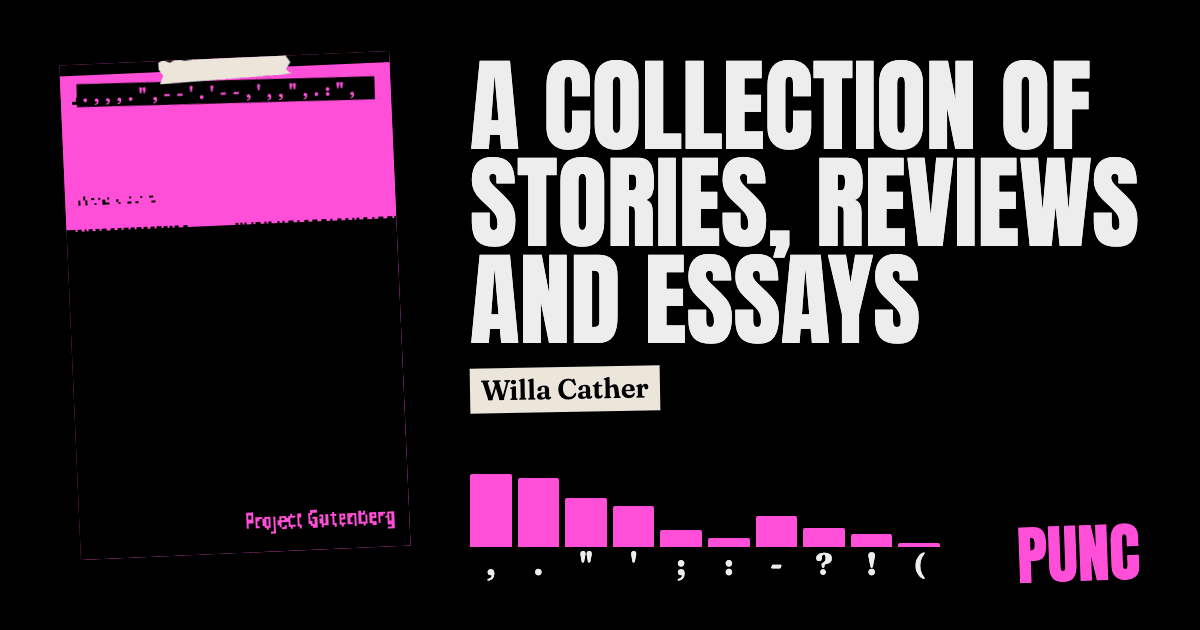 .,,,.",--'.'--,',,",.:",
Project Gutenberg
A COLLECTION OF
STORIES, REVIEWS
AND ESSAYS
Willa Cather
, . " ' ; : - ? ! (
PUNC